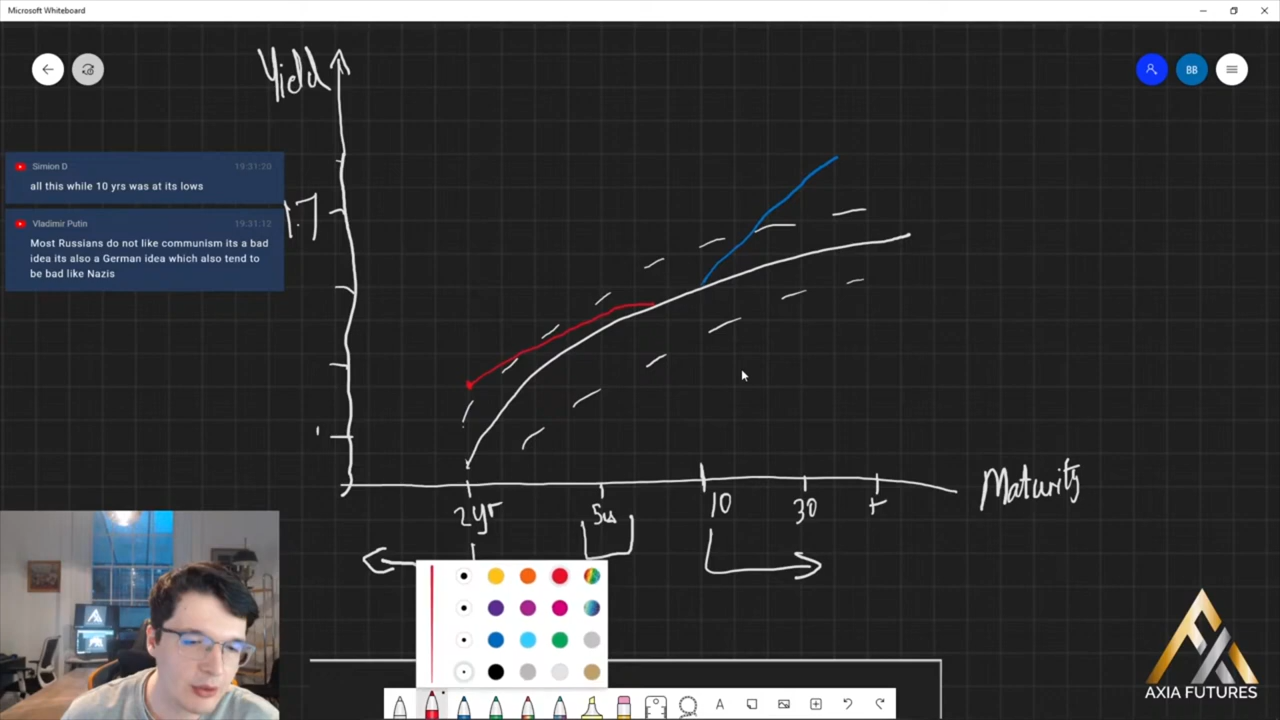 Microsoft Whiteboard
Yield
BB
Simion D 19:31:20
all this while 10 yrs was at its lows
1.7
Vladimir Putin 19:31:12
Most Russians do not like communism its a bad
idea its also a German idea which also tend to
be bad like Nazis
Maturity
2yr 10 30 +
A
AXIA FUTURES